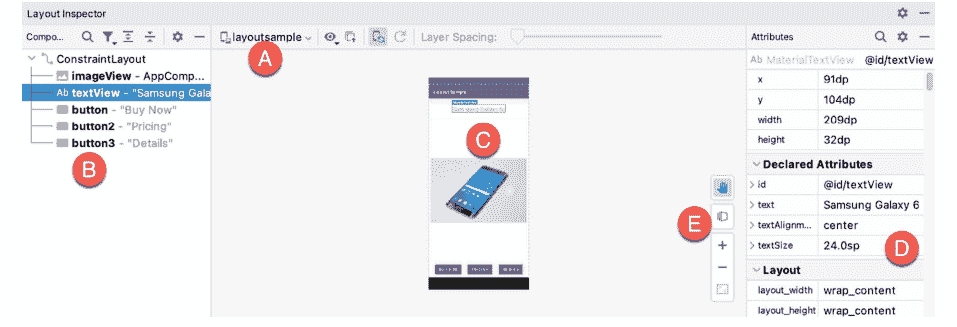 Layout Inspector
Compo...
layoutsample
Layer Spacing:
Attributes
A
ConstraintLayout
imageView - AppComp...
Ab textView - "Samsung Gala
button - "Buy Now"
button2 - "Pricing"
button3 - "Details"
B
C
E
Ab MaterialTextView @id/textView
x 91dp
y 104dp
width 209dp
height 32dp
Declared Attributes
id @id/textView
text Samsung Galaxy 6
textAlignm... center
textSize 24.0sp
D
Layout
layout_width wrap_content
layout_height wrap_content